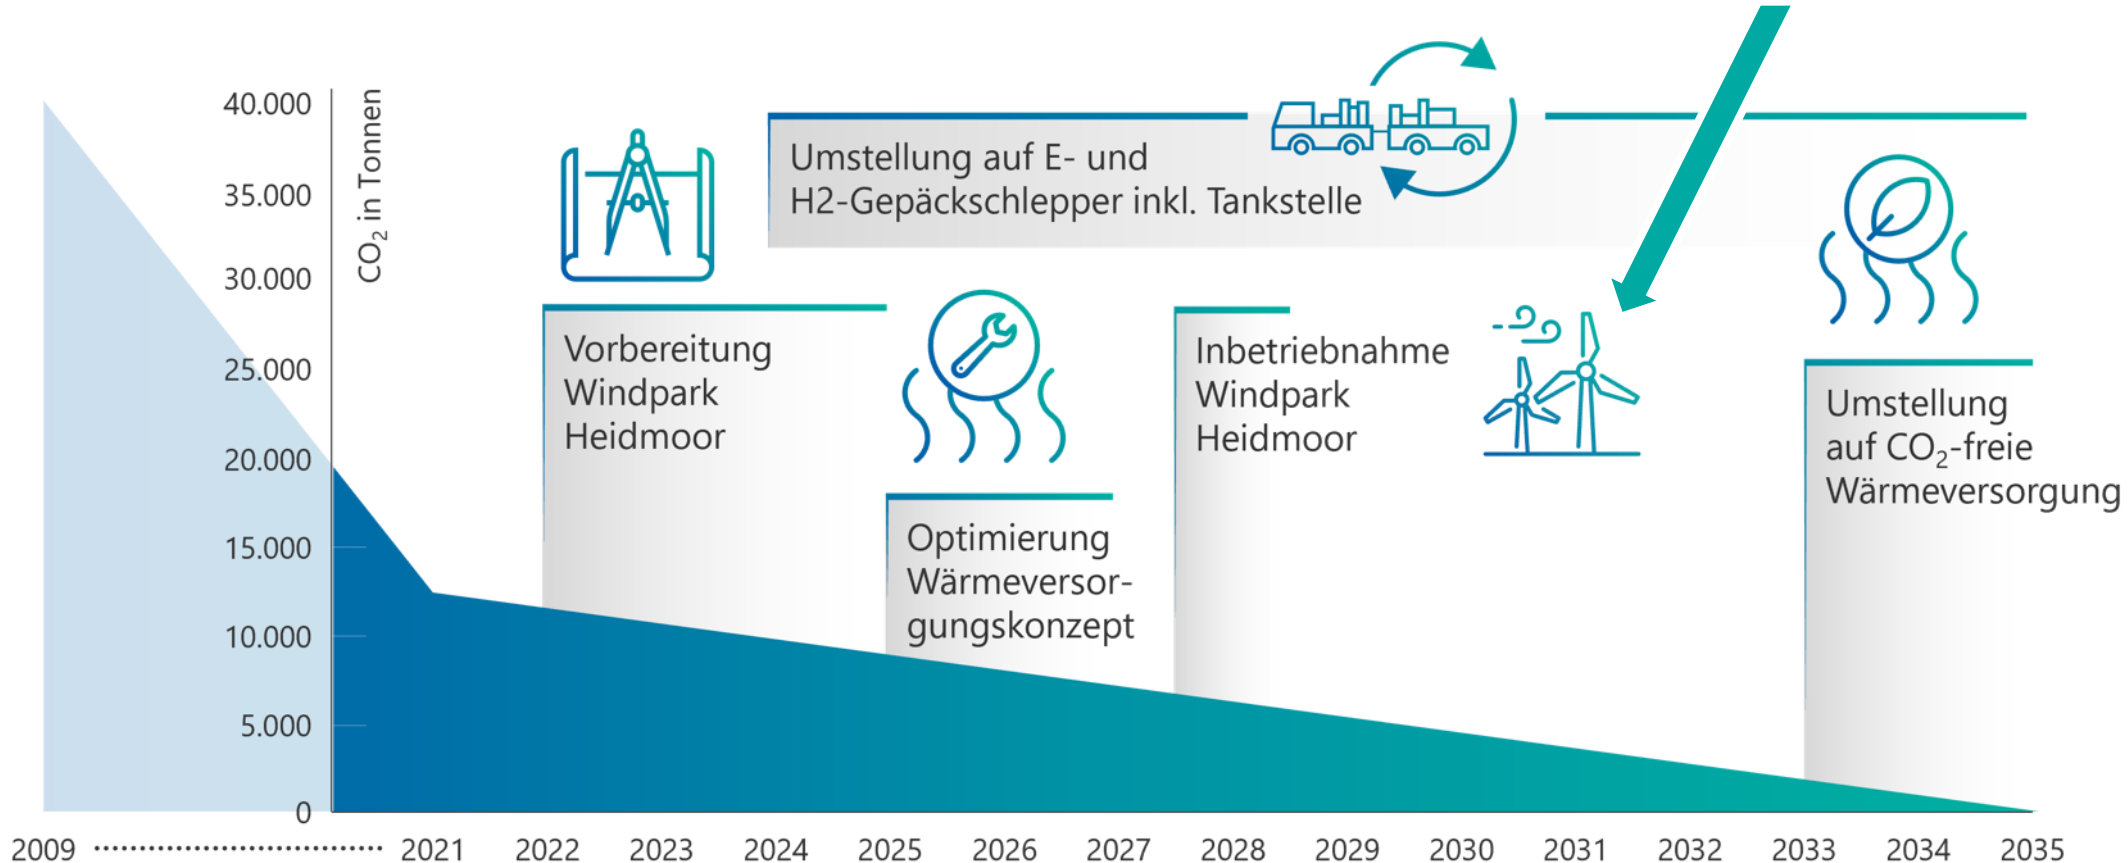 40.000
35.000
30.000
25.000
20.000
15.000
10.000
5.000
0
CO₂ in Tonnen
Umstellung auf E- und
H2-Gepäckschlepper inkl. Tankstelle
Vorbereitung
Windpark
Heidmoor
Optimierung
Wärmeversor-
gungskonzept
Inbetriebnahme
Windpark
Heidmoor
Umstellung
auf CO₂-freie
Wärmeversorgung
2009 2021 2022 2023 2024 2025 2026 2027 2028 2029 2030 2031 2032 2033 2034 2035